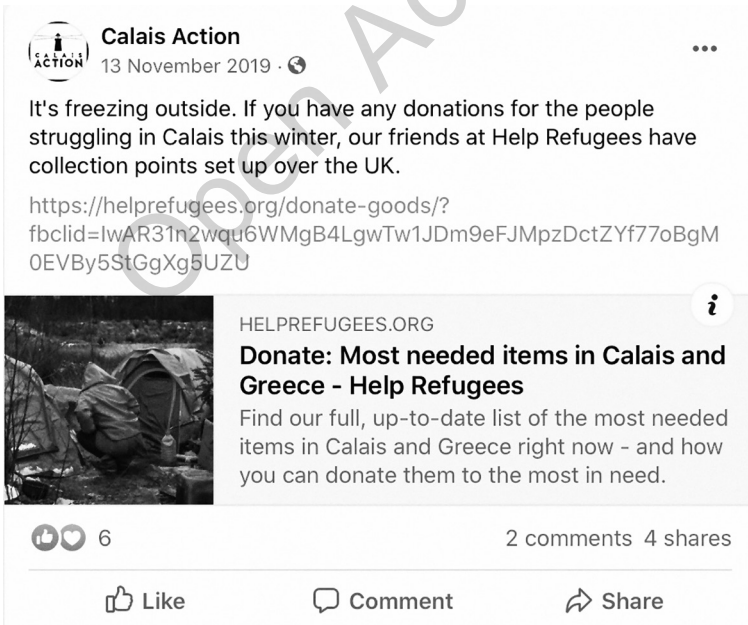 CALAIS
ACTION
Calais Action
13 November 2019 ·
It's freezing outside. If you have any donations for the people
struggling in Calais this winter, our friends at Help Refugees have
collection points set up over the UK.
https://helprefugees.org/donate-goods/?
fbclid=IwAR31n2wqu6WMgB4LgwTw1JDm9eFJMpzDctZYf77oBgM
0EVBy5StGgXg5UZU
HELPREFUGEES.ORG
Donate: Most needed items in Calais and
Greece - Help Refugees
Find our full, up-to-date list of the most needed
items in Calais and Greece right now - and how
you can donate them to the most in need.
6
2 comments 4 shares
Like
Comment
Share
Open